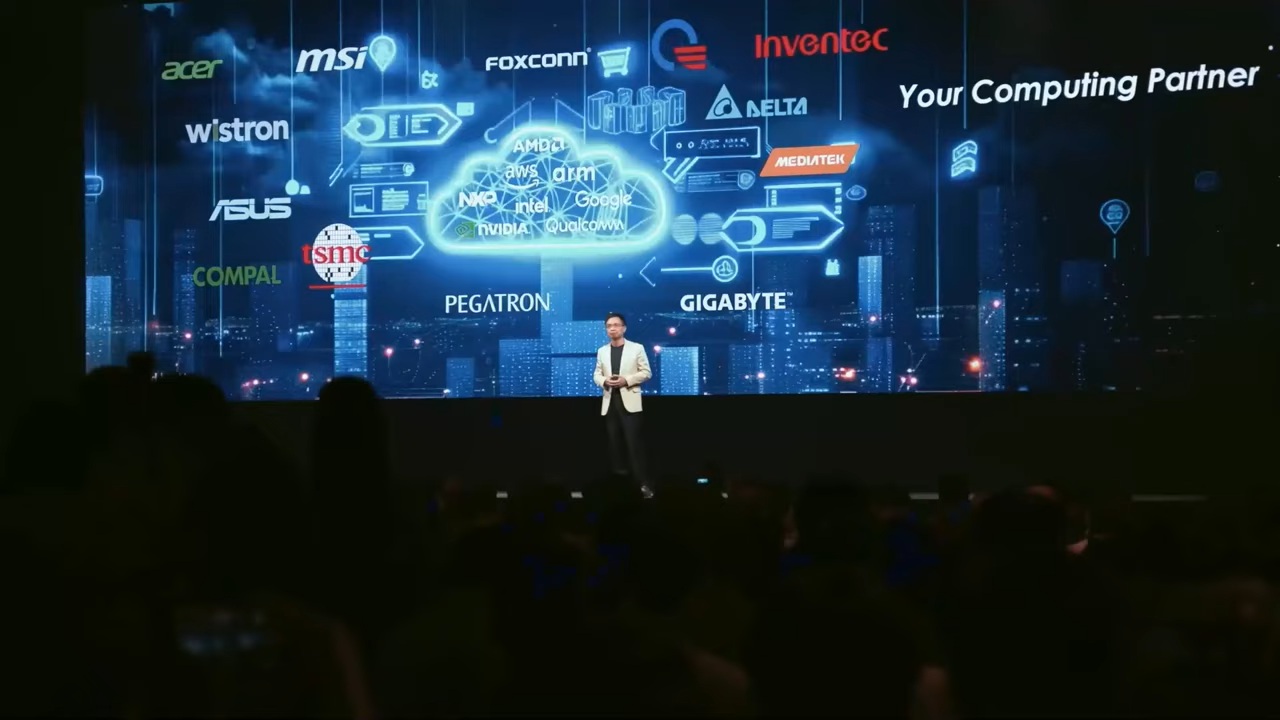 acer
msi
FOXCONN
Inventec
Your Computing Partner
wistron
DELTA
AMD
aws
arm
MEDIATEK
NXP
intel
Google
NVIDIA
Qualcomm
ASUS
tsmc
COMPAL
PEGATRON
GIGABYTE